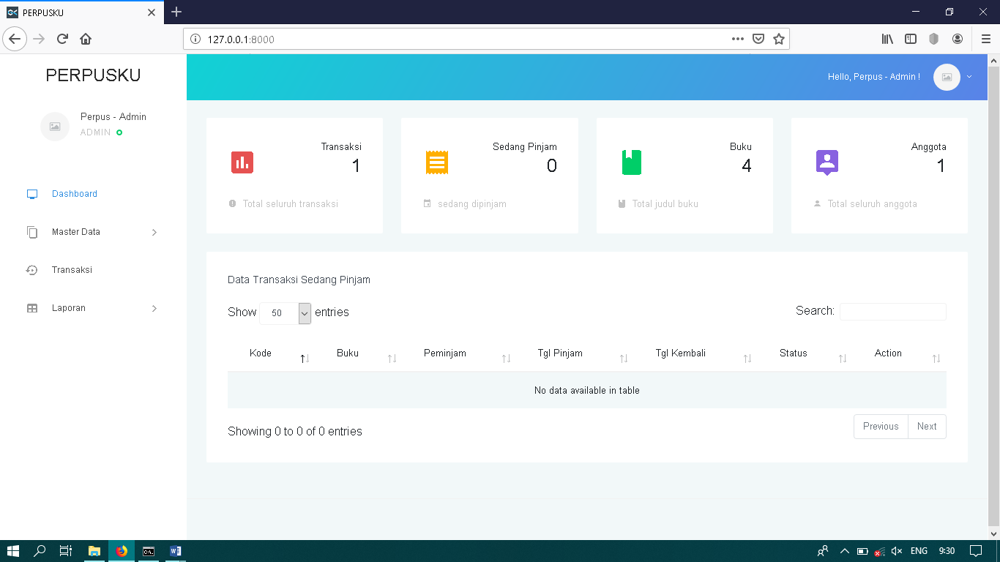 PERPUSKU
127.0.0.1:8000
PERPUSKU
Hello, Perpus - Admin !
Perpus - Admin
ADMIN
Dashboard
Master Data
Transaksi
Laporan
Transaksi
1
Total seluruh transaksi
Sedang Pinjam
0
sedang dipinjam
Buku
4
Total judul buku
Anggota
1
Total seluruh anggota
Data Transaksi Sedang Pinjam
Show 50 entries
Search:
Kode Buku Peminjam Tgl Pinjam Tgl Kembali Status Action
No data available in table
Showing 0 to 0 of 0 entries
Previous Next
ENG 9:30